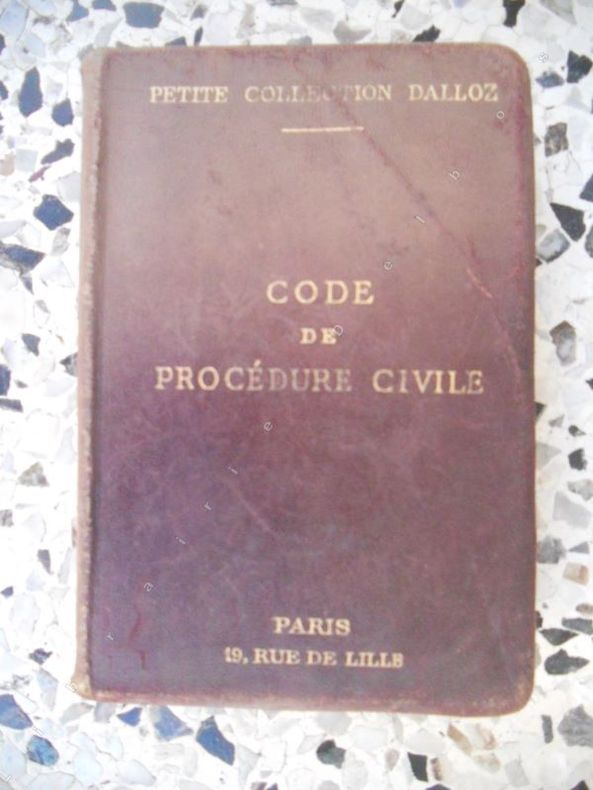 PETITE COLLECTION DALLOZ
CODE
DE
PROCÉDURE CIVILE
PARIS
19, RUE DE LILLE